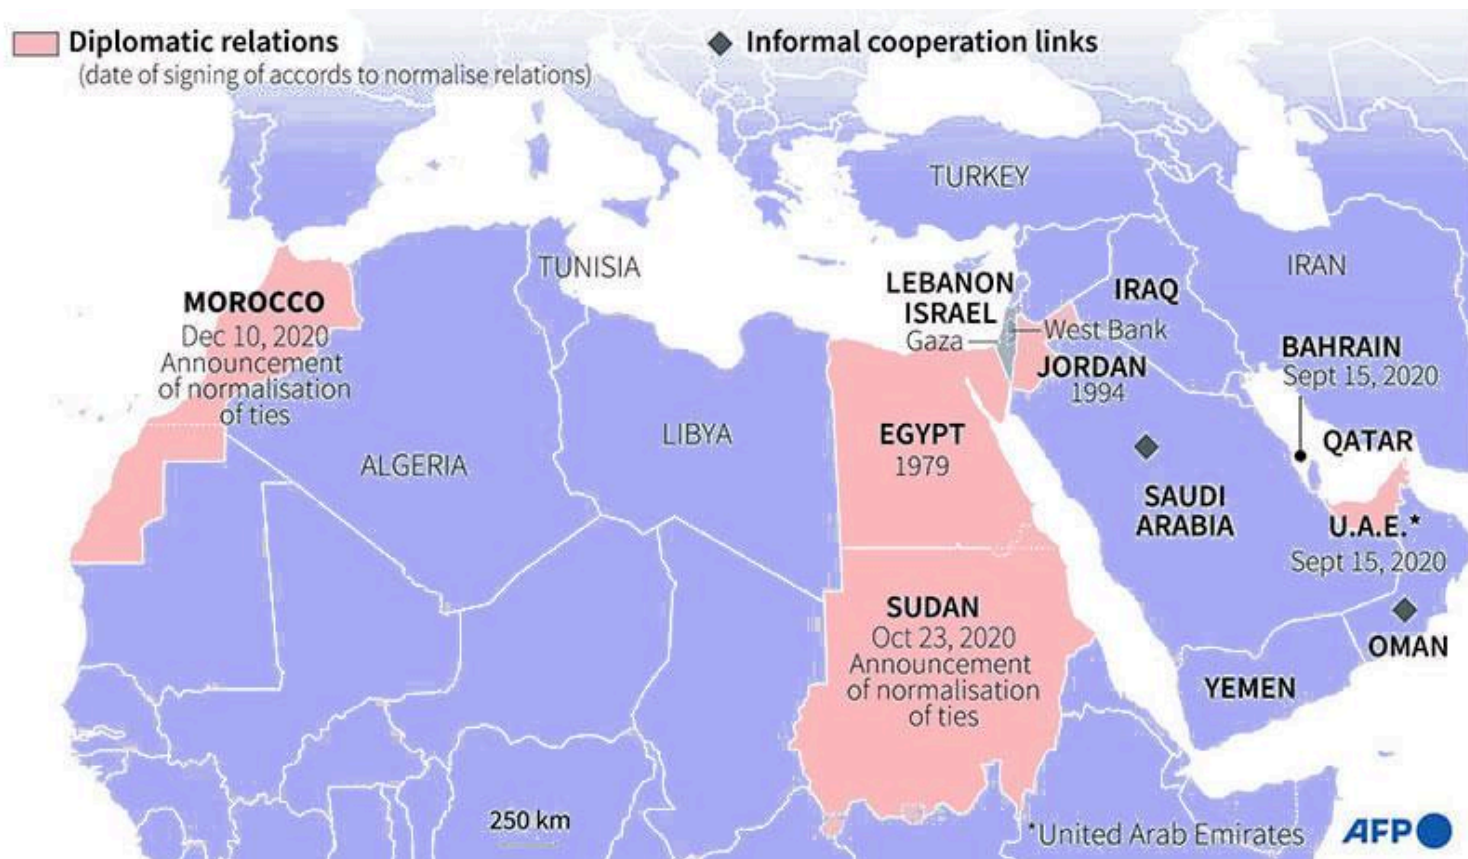 Diplomatic relations
(date of signing of accords to normalise relations)
Informal cooperation links
TURKEY
TUNISIA
IRAN
LEBANON
ISRAEL
Gaza
West Bank
IRAQ
MOROCCO
Dec 10, 2020
Announcement
of normalisation
of ties
JORDAN
1994
BAHRAIN
Sept 15, 2020
ALGERIA
LIBYA
EGYPT
1979
QATAR
SAUDI
ARABIA
U.A.E.*
Sept 15, 2020
SUDAN
Oct 23, 2020
Announcement
of normalisation
of ties
OMAN
YEMEN
250 km
*United Arab Emirates
AFP